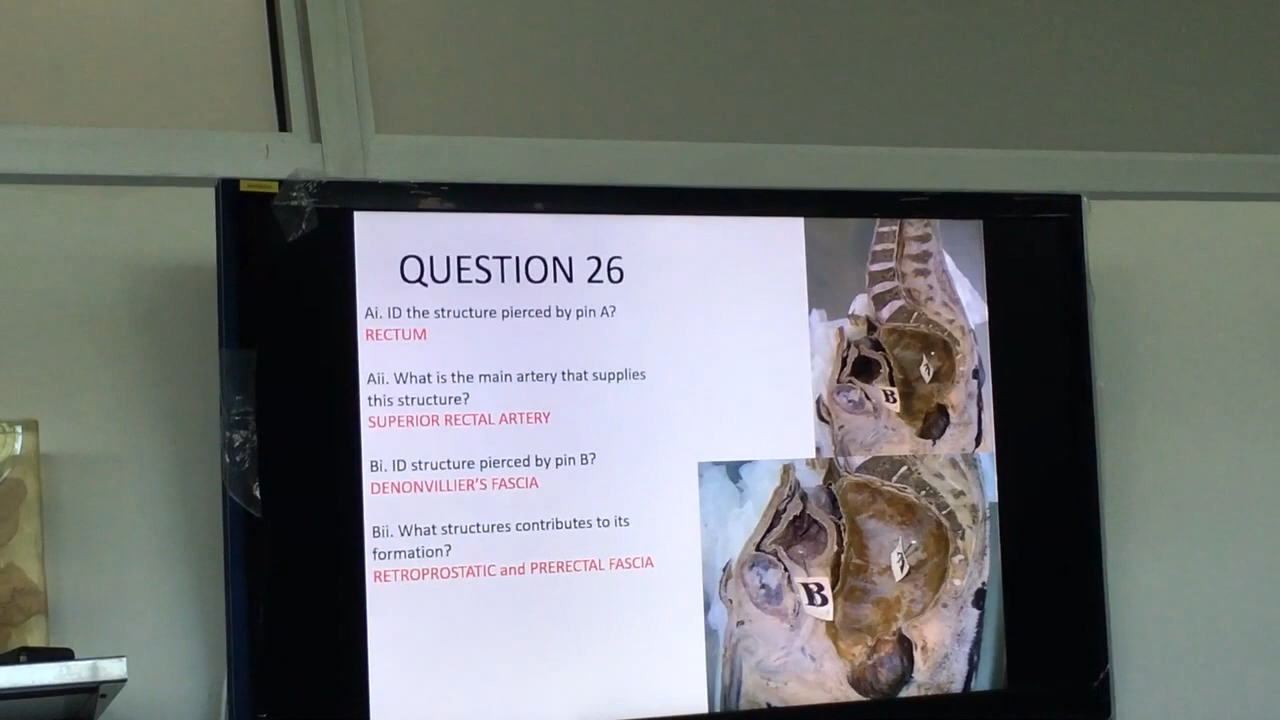 QUESTION 26
Ai. ID the structure pierced by pin A?
RECTUM
Aii. What is the main artery that supplies
this structure?
SUPERIOR RECTAL ARTERY
Bi. ID structure pierced by pin B?
DENONVILLIER'S FASCIA
Bii. What structures contributes to its
formation?
RETROPROSTATIC and PRERECTAL FASCIA
B
B